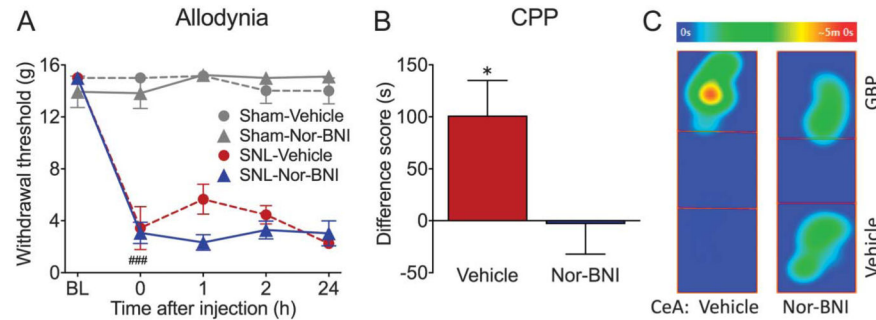 A
Allodynia
Withdrawal threshold (g)
16
12
8
4
0
Sham-Vehicle
Sham-Nor-BNI
SNL-Vehicle
SNL-Nor-BNI
###
BL 0 1 2 24
Time after injection (h)
B
CPP
Difference score (s)
150
100
50
0
-50
*
Vehicle
Nor-BNI
C
0s
~5m 0s
GBP
Vehicle
CeA: Vehicle Nor-BNI